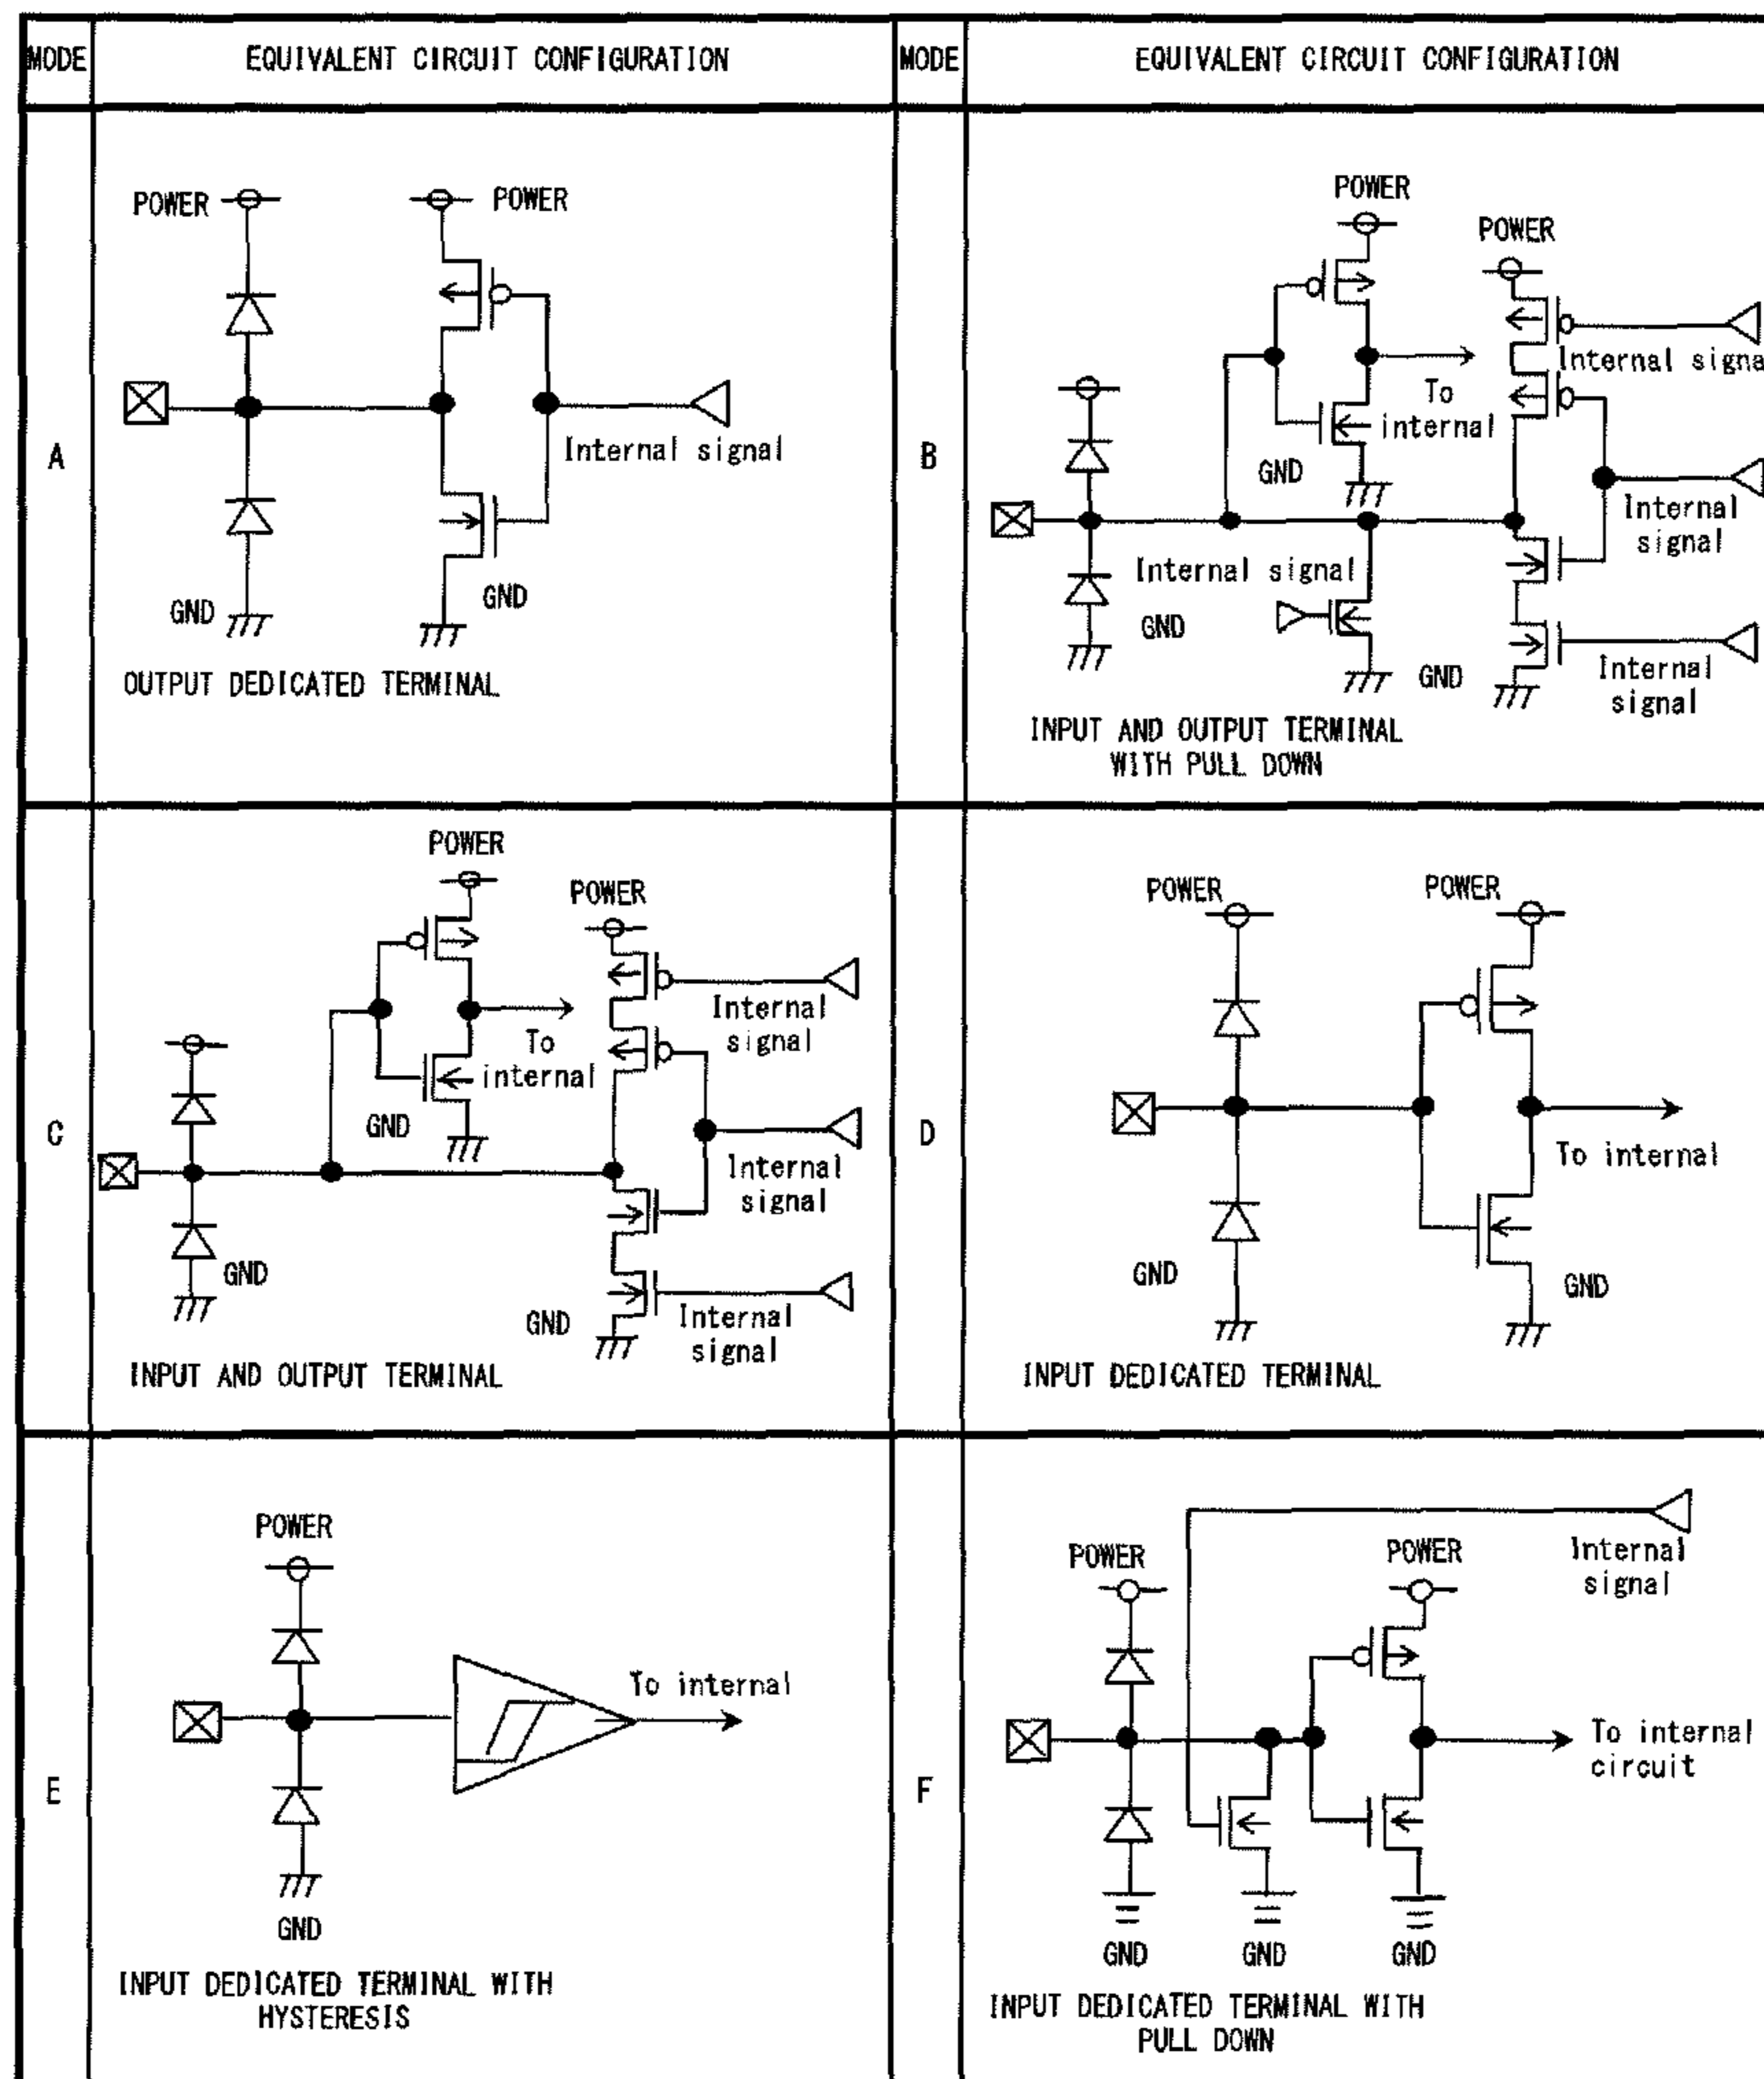 MODE
EQUIVALENT CIRCUIT CONFIGURATION
MODE
EQUIVALENT CIRCUIT CONFIGURATION
A
POWER
POWER
Internal signal
GND
GND
OUTPUT DEDICATED TERMINAL
B
POWER
POWER
Internal signa
To
internal
GND
Internal
signal
Internal signal
GND
GND
Internal
signal
INPUT AND OUTPUT TERMINAL
WITH PULL DOWN
C
POWER
POWER
Internal
signal
To
internal
GND
Internal
signal
GND
GND
Internal
signal
INPUT AND OUTPUT TERMINAL
D
POWER
POWER
To internal
GND
GND
INPUT DEDICATED TERMINAL
E
POWER
To internal
GND
INPUT DEDICATED TERMINAL WITH
HYSTERESIS
F
Internal
signal
POWER
POWER
To internal
circuit
GND
GND
GND
INPUT DEDICATED TERMINAL WITH
PULL DOWN